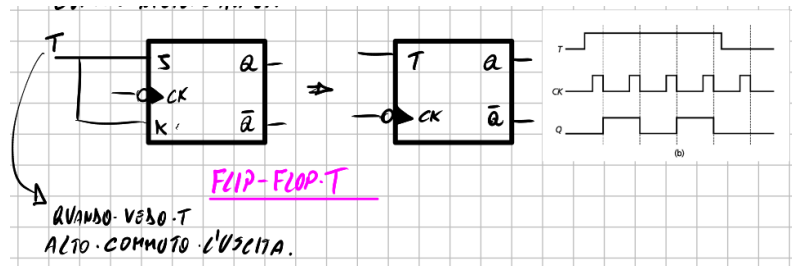 T
S Q
CK
K Q̅
⇒
T Q
CK
Q̅
T
CK
Q
(b)
FLIP-FLOP-T
QUANDO·VEDO·T
ALTO·COMMUTO·L'USCITA.